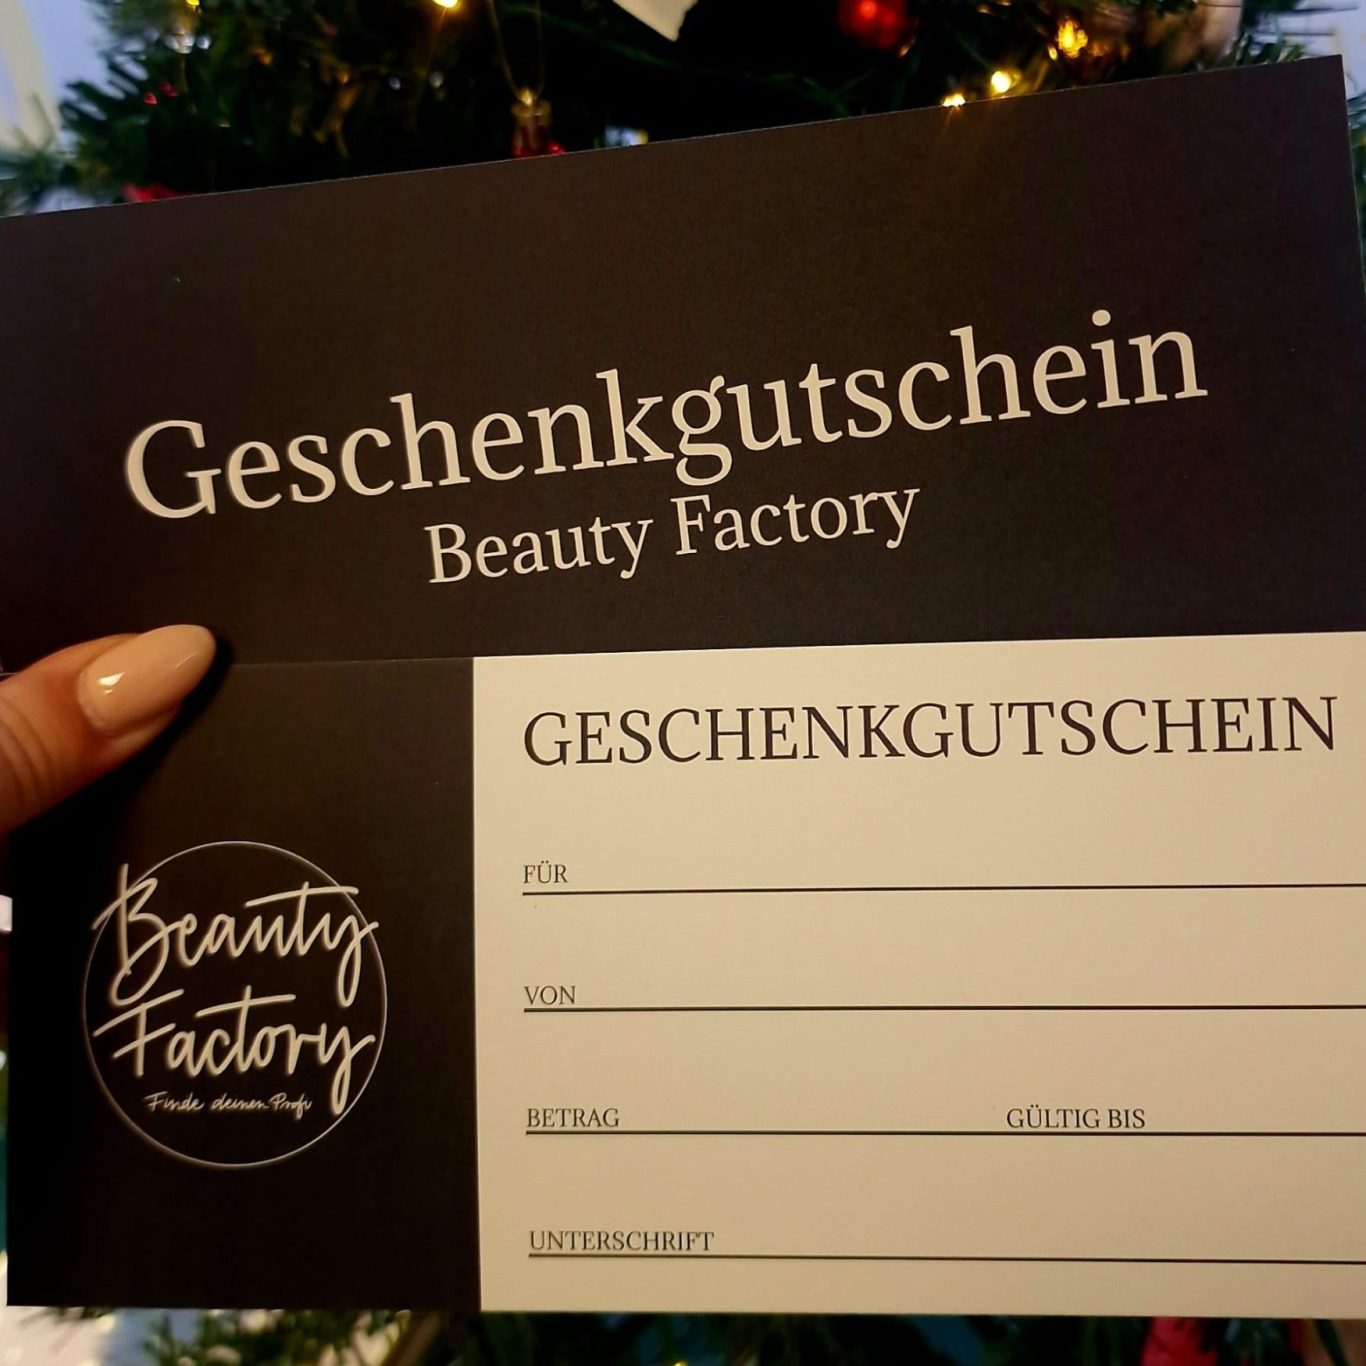 Geschenkgutschein
Beauty Factory
GESCHENKGUTSCHEIN
FÜR
VON
BETRAG GÜLTIG BIS
UNTERSCHRIFT
Beauty
Factory
Finde deinen Profi